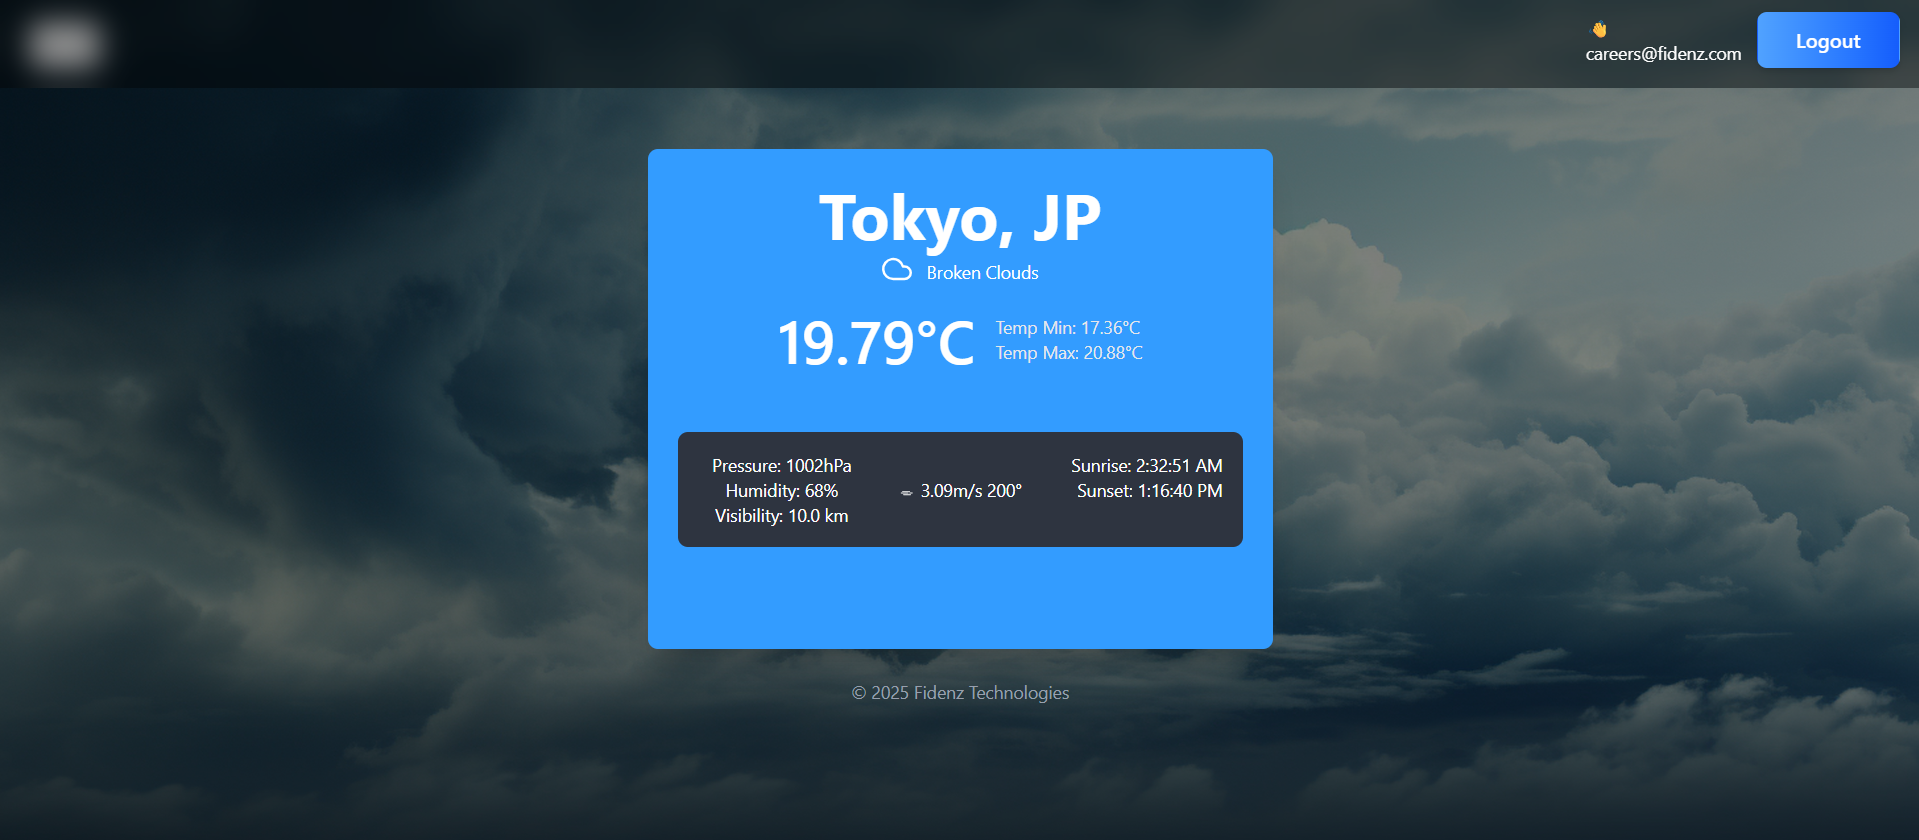 careers@fidenz.com
Logout
Tokyo, JP
Broken Clouds
19.79°C
Temp Min: 17.36°C
Temp Max: 20.88°C
Pressure: 1002hPa
Humidity: 68%
Visibility: 10.0 km
3.09m/s 200°
Sunrise: 2:32:51 AM
Sunset: 1:16:40 PM
© 2025 Fidenz Technologies